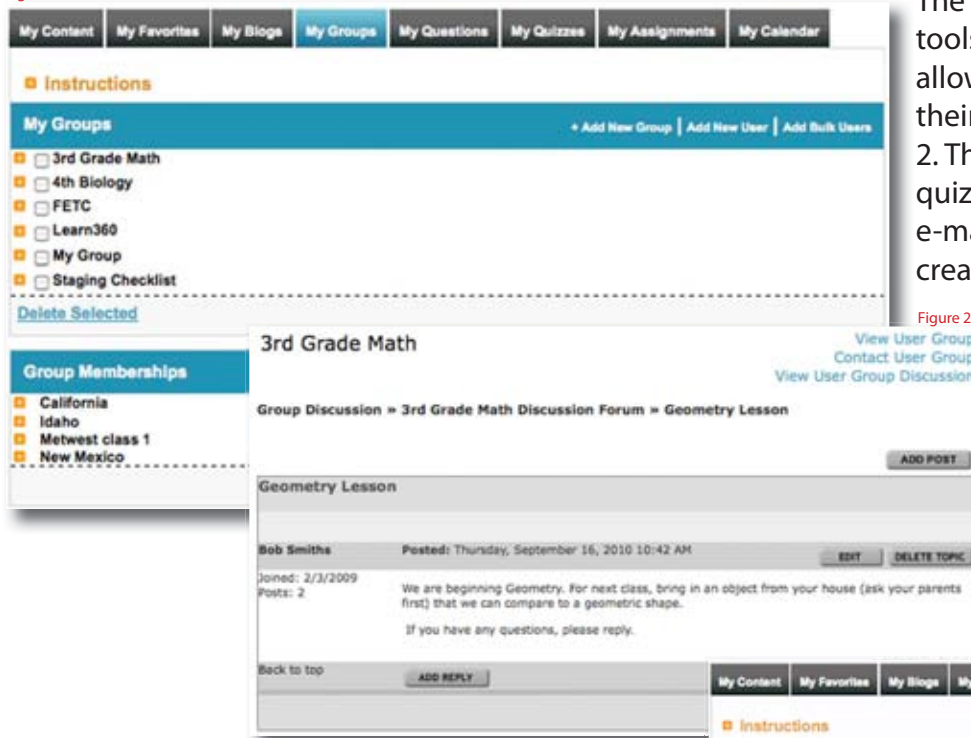 My Content My Favorites My Blogs My Groups My Questions My Quizzes My Assignments My Calendar
Instructions
My Groups + Add New Group | Add New User | Add Bulk Users
3rd Grade Math
4th Biology
FETC
Learn360
My Group
Staging Checklist
Delete Selected
Group Memberships
California
Idaho
Metwest class 1
New Mexico
The
2. Th
Figure 2
3rd Grade Math
View User Group
Contact User Group
View User Group Discussion
Group Discussion » 3rd Grade Math Discussion Forum » Geometry Lesson
ADD POST
Geometry Lesson
Bob Smiths Posted: Thursday, September 16, 2010 10:42 AM EDIT DELETE TOPIC
Joined: 2/3/2009
Posts: 2
We are beginning Geometry. For next class, bring in an object from your house (ask your parents
first) that we can compare to a geometric shape.
If you have any questions, please reply.
Back to top ADD REPLY
My Content My Favorites My Blogs My
Instructions